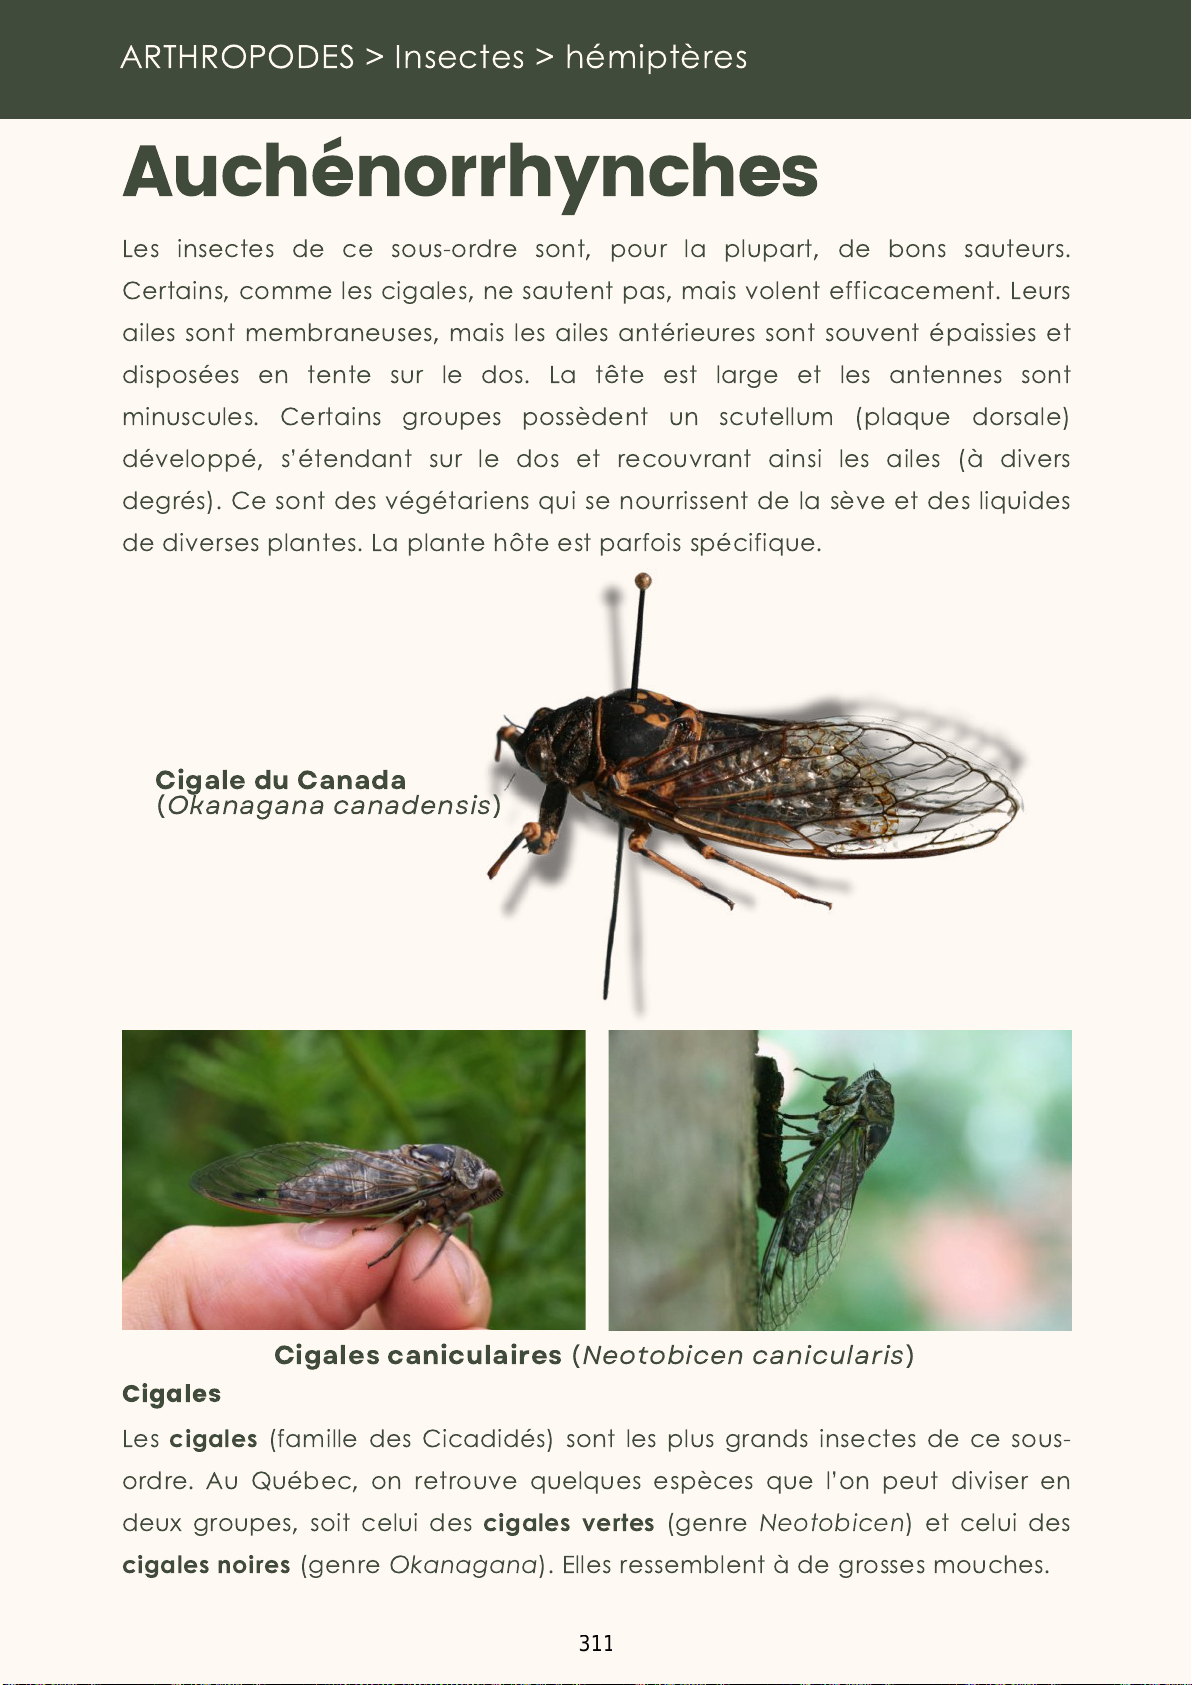 ARTHROPODES > Insectes > hémiptères
Auchénorrhynches
Les insectes de ce sous-ordre sont, pour la plupart, de bons sauteurs.
Certains, comme les cigales, ne sautent pas, mais volent efficacement. Leurs
ailes sont membraneuses, mais les ailes antérieures sont souvent épaissies et
disposées en tente sur le dos. La tête est large et les antennes sont
minuscules. Certains groupes possèdent un scutellum (plaque dorsale)
développé, s'étendant sur le dos et recouvrant ainsi les ailes (à divers
degrés). Ce sont des végétariens qui se nourrissent de la sève et des liquides
de diverses plantes. La plante hôte est parfois spécifique.
Cigale du Canada
(Okanagana canadensis)
Cigales caniculaires (Neotobicen canicularis)
Cigales
Les cigales (famille des Cicadidés) sont les plus grands insectes de ce sous-
ordre. Au Québec, on retrouve quelques espèces que l'on peut diviser en
deux groupes, soit celui des cigales vertes (genre Neotobicen) et celui des
cigales noires (genre Okanagana). Elles ressemblent à de grosses mouches.
311